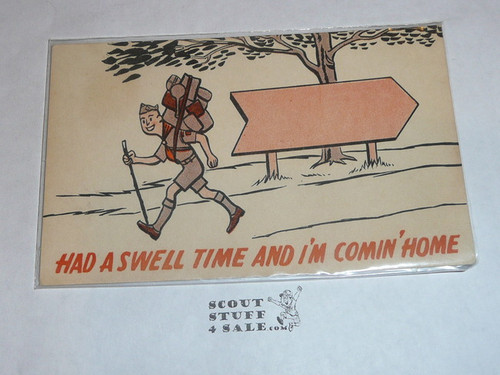 HAD A SWELL TIME AND I'M COMIN' HOME
SCOUT
STUFF
4 SALE.COM